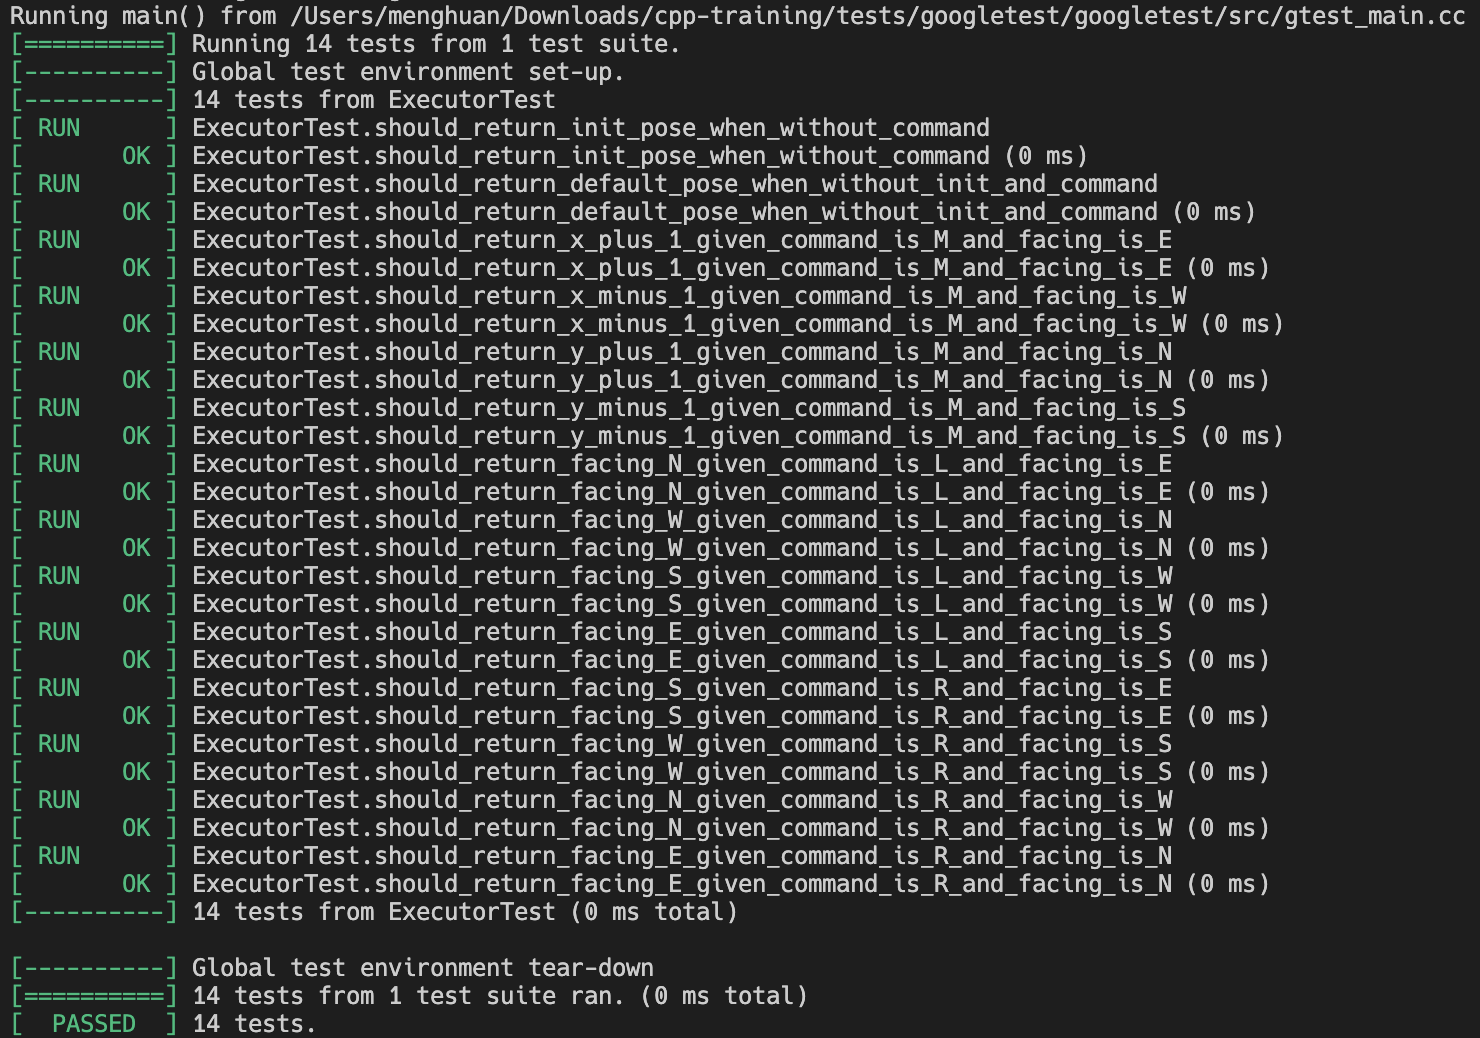 Running main() from /Users/menghuan/Downloads/cpp-training/tests/googletest/googletest/src/gtest_main.cc
[==========] Running 14 tests from 1 test suite.
[----------] Global test environment set-up.
[----------] 14 tests from ExecutorTest
[ RUN      ] ExecutorTest.should_return_init_pose_when_without_command
[       OK ] ExecutorTest.should_return_init_pose_when_without_command (0 ms)
[ RUN      ] ExecutorTest.should_return_default_pose_when_without_init_and_command
[       OK ] ExecutorTest.should_return_default_pose_when_without_init_and_command (0 ms)
[ RUN      ] ExecutorTest.should_return_x_plus_1_given_command_is_M_and_facing_is_E
[       OK ] ExecutorTest.should_return_x_plus_1_given_command_is_M_and_facing_is_E (0 ms)
[ RUN      ] ExecutorTest.should_return_x_minus_1_given_command_is_M_and_facing_is_W
[       OK ] ExecutorTest.should_return_x_minus_1_given_command_is_M_and_facing_is_W (0 ms)
[ RUN      ] ExecutorTest.should_return_y_plus_1_given_command_is_M_and_facing_is_N
[       OK ] ExecutorTest.should_return_y_plus_1_given_command_is_M_and_facing_is_N (0 ms)
[ RUN      ] ExecutorTest.should_return_y_minus_1_given_command_is_M_and_facing_is_S
[       OK ] ExecutorTest.should_return_y_minus_1_given_command_is_M_and_facing_is_S (0 ms)
[ RUN      ] ExecutorTest.should_return_facing_N_given_command_is_L_and_facing_is_E
[       OK ] ExecutorTest.should_return_facing_N_given_command_is_L_and_facing_is_E (0 ms)
[ RUN      ] ExecutorTest.should_return_facing_W_given_command_is_L_and_facing_is_N
[       OK ] ExecutorTest.should_return_facing_W_given_command_is_L_and_facing_is_N (0 ms)
[ RUN      ] ExecutorTest.should_return_facing_S_given_command_is_L_and_facing_is_W
[       OK ] ExecutorTest.should_return_facing_S_given_command_is_L_and_facing_is_W (0 ms)
[ RUN      ] ExecutorTest.should_return_facing_E_given_command_is_L_and_facing_is_S
[       OK ] ExecutorTest.should_return_facing_E_given_command_is_L_and_facing_is_S (0 ms)
[ RUN      ] ExecutorTest.should_return_facing_S_given_command_is_R_and_facing_is_E
[       OK ] ExecutorTest.should_return_facing_S_given_command_is_R_and_facing_is_E (0 ms)
[ RUN      ] ExecutorTest.should_return_facing_W_given_command_is_R_and_facing_is_S
[       OK ] ExecutorTest.should_return_facing_W_given_command_is_R_and_facing_is_S (0 ms)
[ RUN      ] ExecutorTest.should_return_facing_N_given_command_is_R_and_facing_is_W
[       OK ] ExecutorTest.should_return_facing_N_given_command_is_R_and_facing_is_W (0 ms)
[ RUN      ] ExecutorTest.should_return_facing_E_given_command_is_R_and_facing_is_N
[       OK ] ExecutorTest.should_return_facing_E_given_command_is_R_and_facing_is_N (0 ms)
[----------] 14 tests from ExecutorTest (0 ms total)
[----------] Global test environment tear-down
[==========] 14 tests from 1 test suite ran. (0 ms total)
[  PASSED  ] 14 tests.